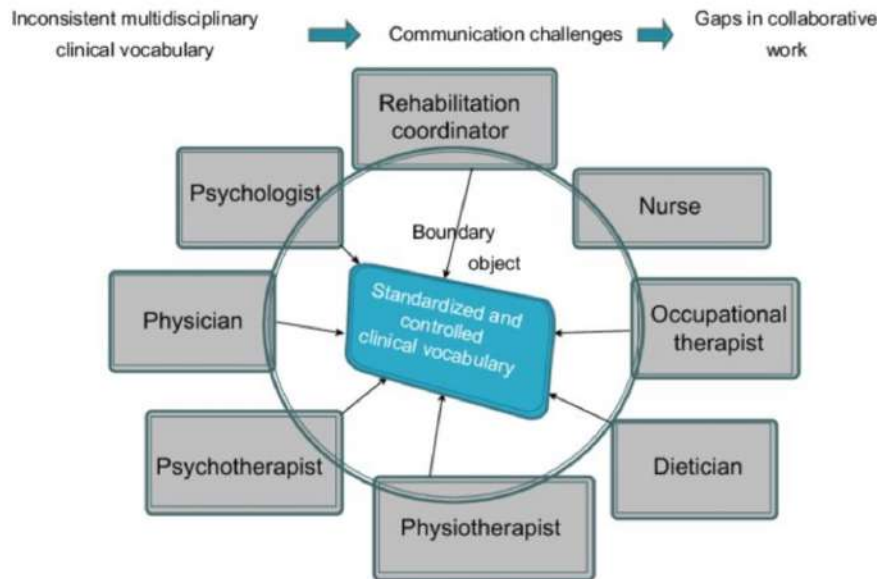 Inconsistent multidisciplinary
clinical vocabulary
Communication challenges
Gaps in collaborative
work
Rehabilitation
coordinator
Psychologist
Nurse
Boundary
object
Physician
Standardized and
controlled
clinical vocabulary
Occupational
therapist
Psychotherapist
Dietician
Physiotherapist